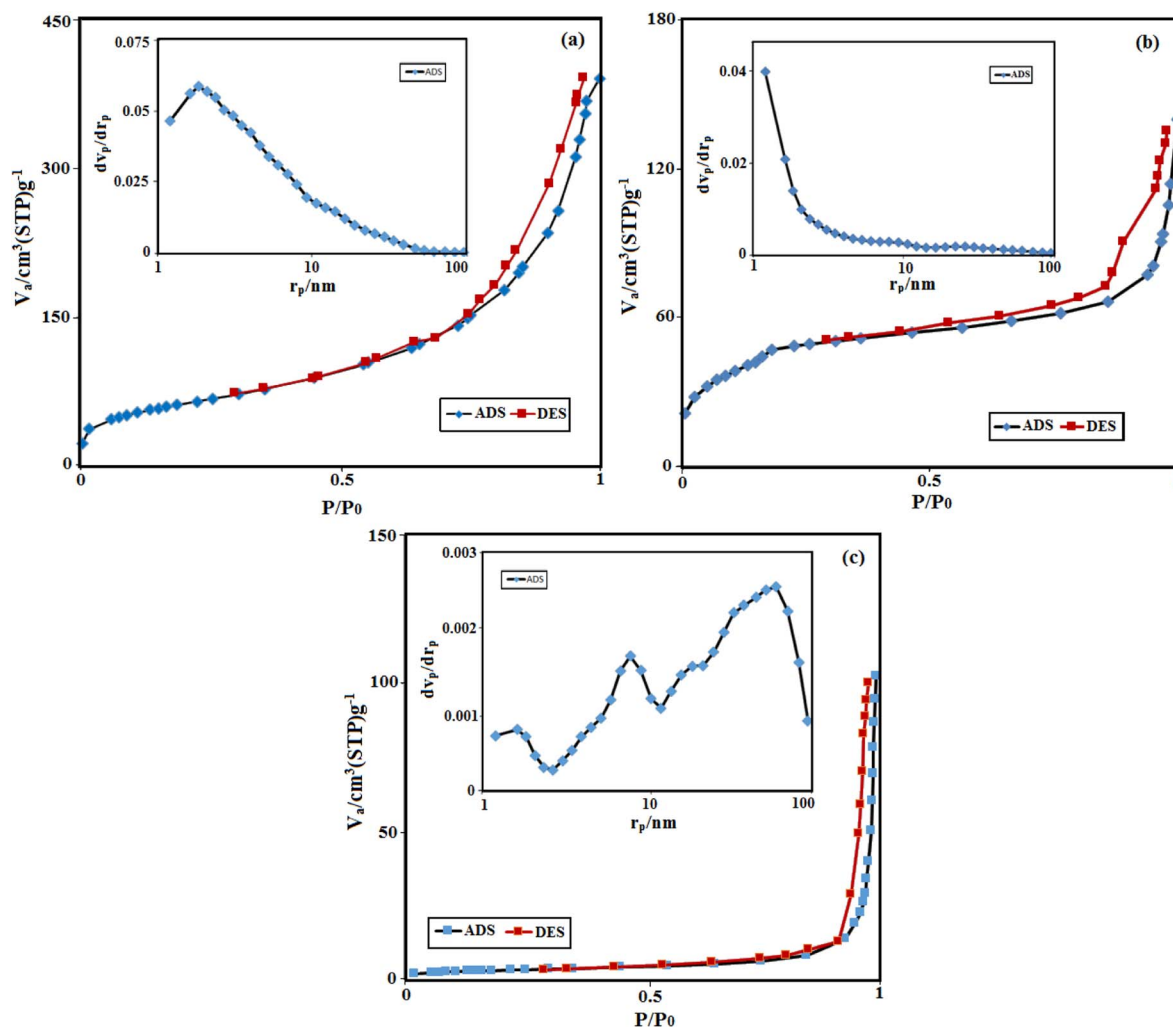 450
300
150
0
Va/cm3(STP)g-1
0
0.5
1
P/P0
(a)
ADS
DES
0.075
0.05
0.025
0
dvp/drp
1
10
100
rp/nm
ADS
180
120
60
0
Va/cm3(STP)g-1
0
0.5
P/P0
(b)
ADS
DES
0.04
0.02
0
dvp/drp
1
10
100
rp/nm
ADS
150
100
50
0
Va/cm3(STP)g-1
0
0.5
1
P/P0
(c)
ADS
DES
0.003
0.002
0.001
0
dvp/drp
1
10
100
rp/nm
ADS